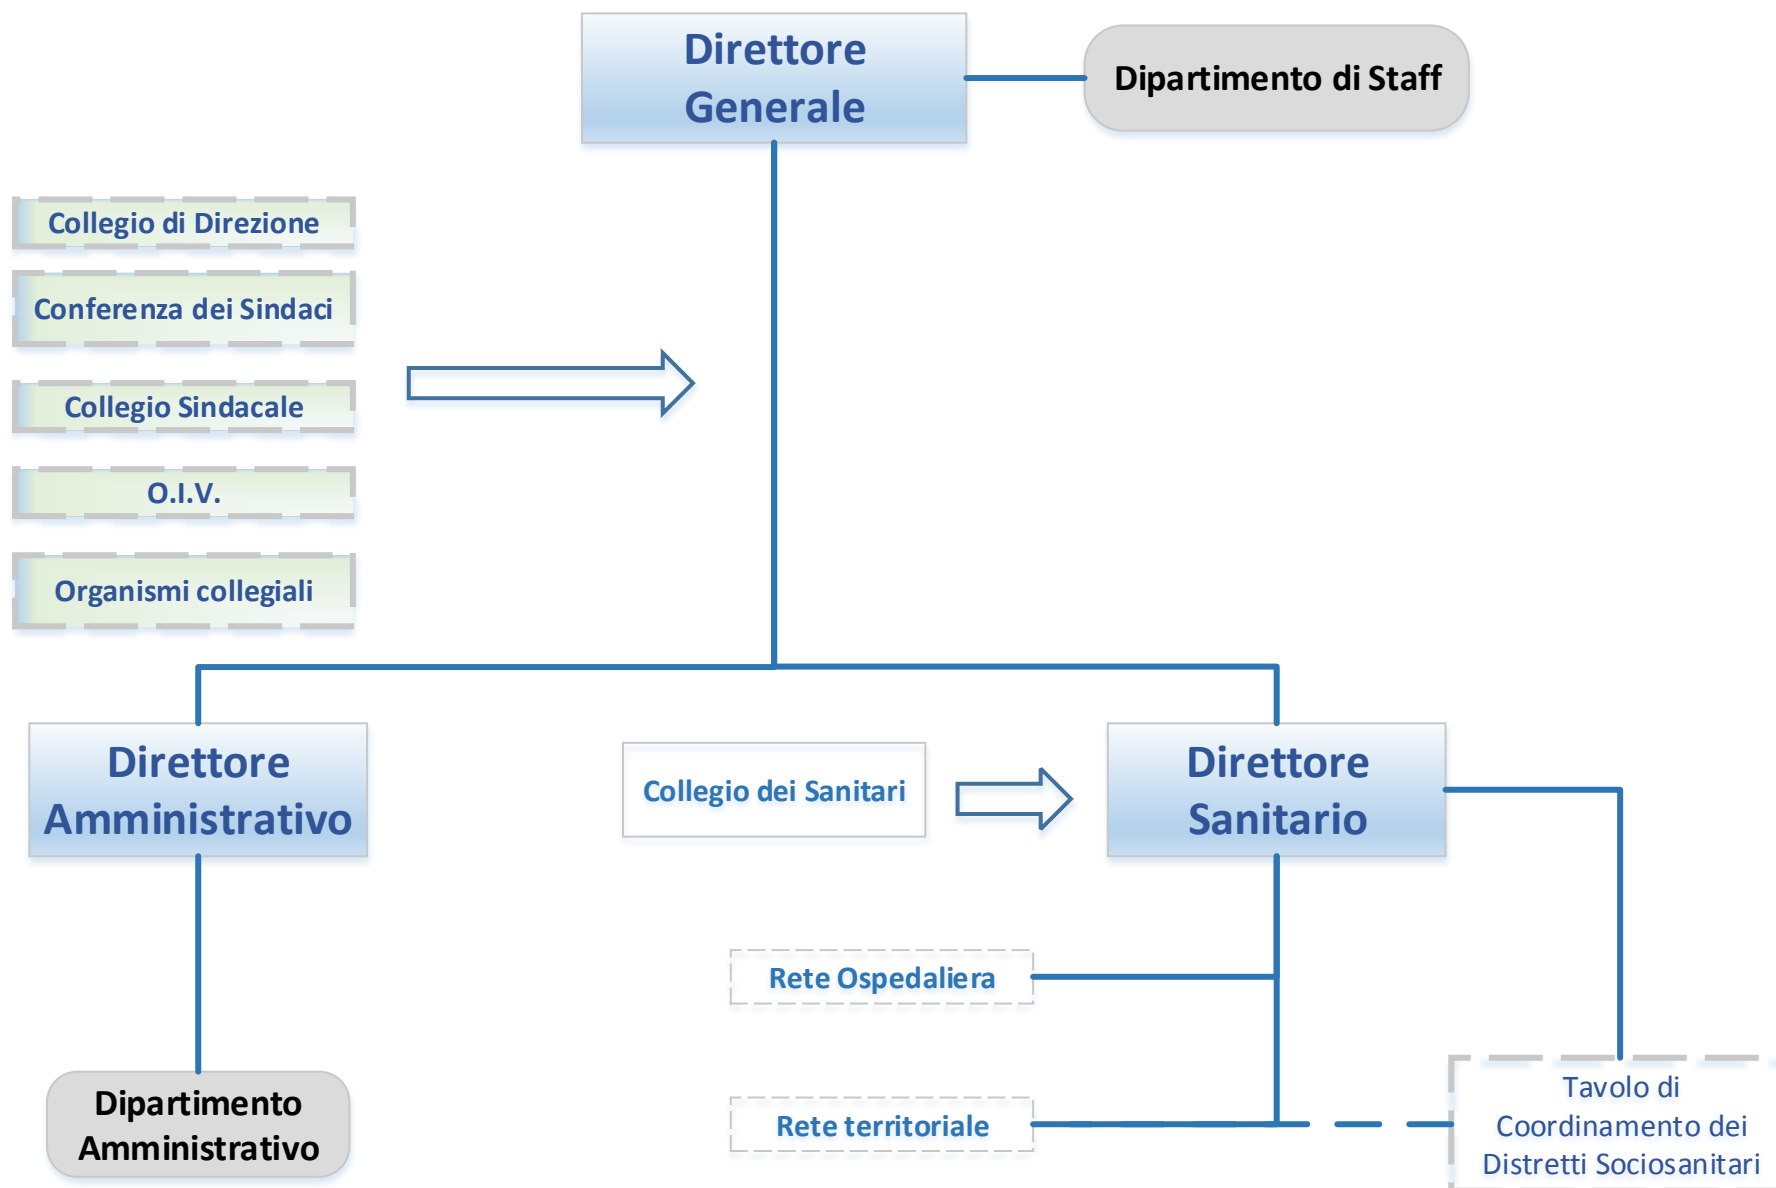 Direttore
Generale
Dipartimento di Staff
Collegio di Direzione
Conferenza dei Sindaci
Collegio Sindacale
O.I.V.
Organismi collegiali
Direttore
Amministrativo
Collegio dei Sanitari
Direttore
Sanitario
Rete Ospedaliera
Rete territoriale
Dipartimento
Amministrativo
Tavolo di
Coordinamento dei
Distretti Sociosanitari